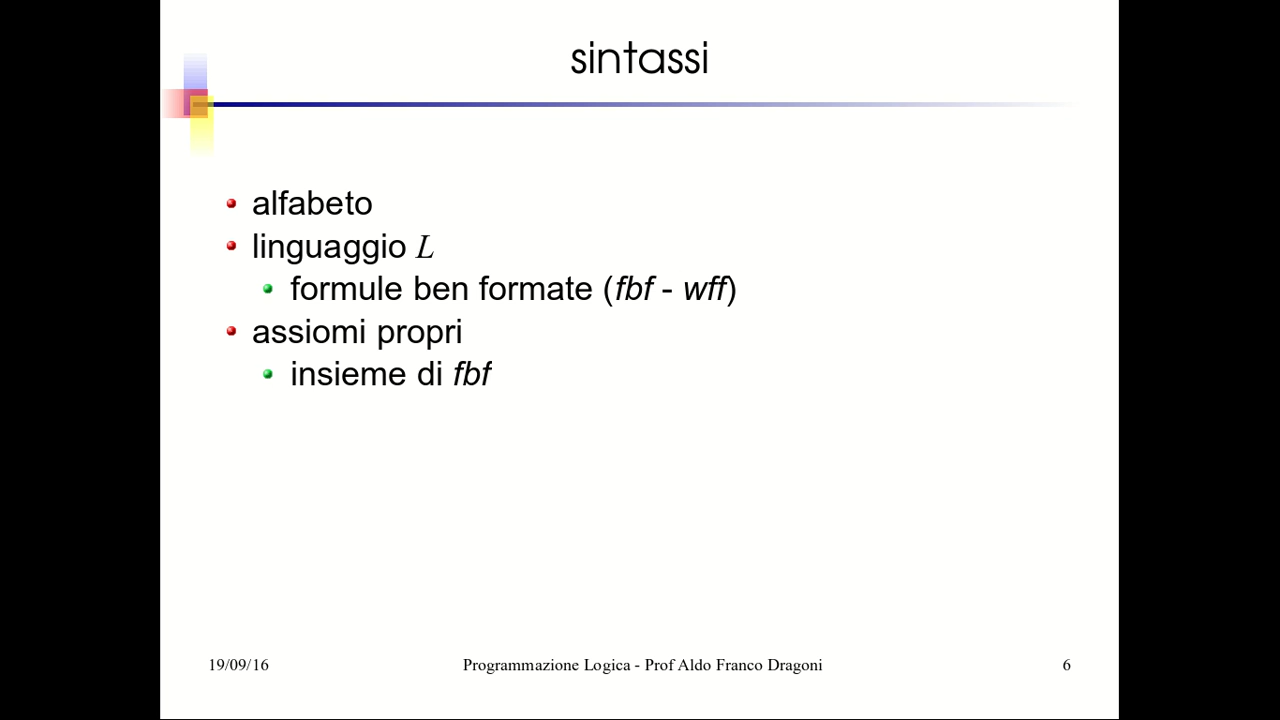 sintassi
alfabeto
linguaggio L
formule ben formate (fbf - wff)
assiomi propri
insieme di fbf
19/09/16
Programmazione Logica - Prof Aldo Franco Dragoni
6